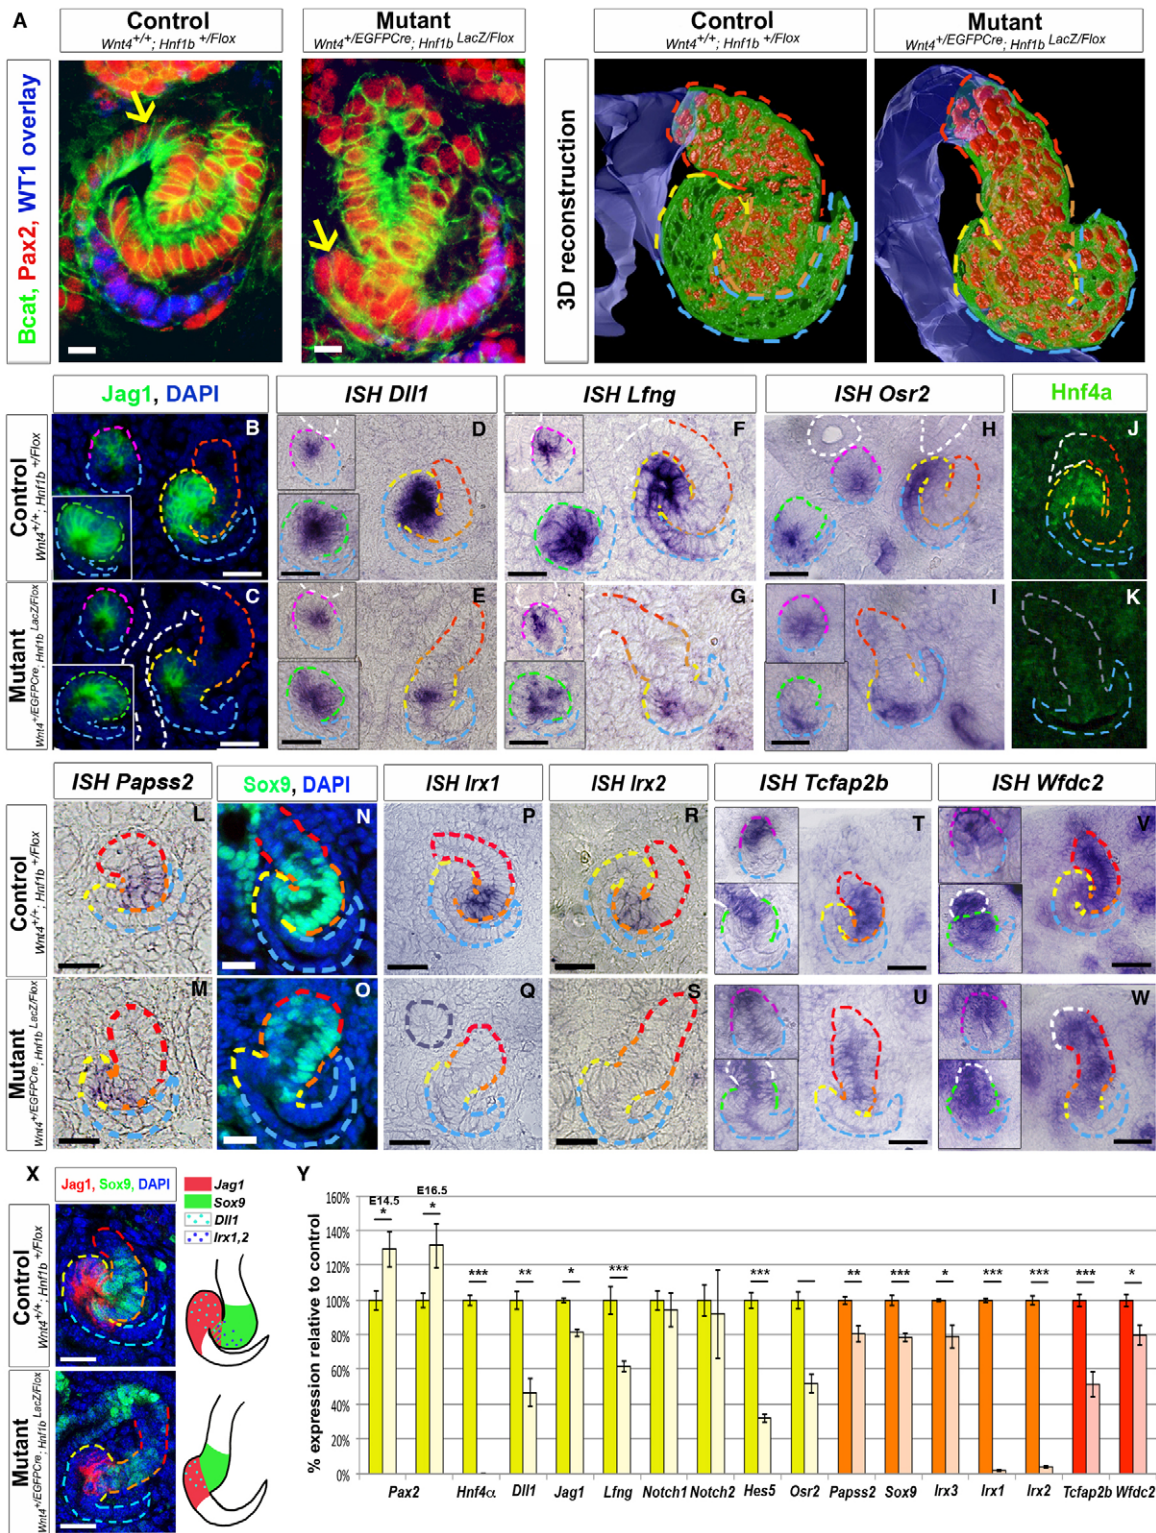 A
Control
Wnt4+/+; Hnf1b +/Flox
Mutant
Wnt4+/EGFPCre; Hnf1b LacZ/Flox
Control
Wnt4+/+; Hnf1b +/Flox
Mutant
Wnt4+/EGFPCre; Hnf1b LacZ/Flox
Bcat, Pax2, WT1 overlay
3D reconstruction
Jag1, DAPI
ISH Dll1
ISH Lfng
ISH Osr2
Hnf4a
Control
Wnt4+/+; Hnf1b +/Flox
B
D
F
H
J
Mutant
Wnt4+/EGFPCre; Hnf1b LacZ/Flox
C
E
G
I
K
ISH Papss2
Sox9, DAPI
ISH Irx1
ISH Irx2
ISH Tcfap2b
ISH Wfdc2
Control
Wnt4+/+; Hnf1b +/Flox
L
N
P
R
T
V
Mutant
Wnt4+/EGFPCre; Hnf1b LacZ/Flox
M
O
Q
S
U
W
X
Jag1, Sox9, DAPI
Control
Wnt4+/+; Hnf1b +/Flox
Mutant
Wnt4+/EGFPCre; Hnf1b LacZ/Flox
Jag1
Sox9
Dll1
Irx1,2
Y
% expression relative to control
160%
140%
120%
100%
80%
60%
40%
20%
0%
E14.5
*
E16.5
*
***
**
*
***
***
**
***
*
***
***
***
*
Pax2
Hnf4α
Dll1
Jag1
Lfng
Notch1
Notch2
Hes5
Osr2
Papss2
Sox9
Irx3
Irx1
Irx2
Tcfap2b
Wfdc2